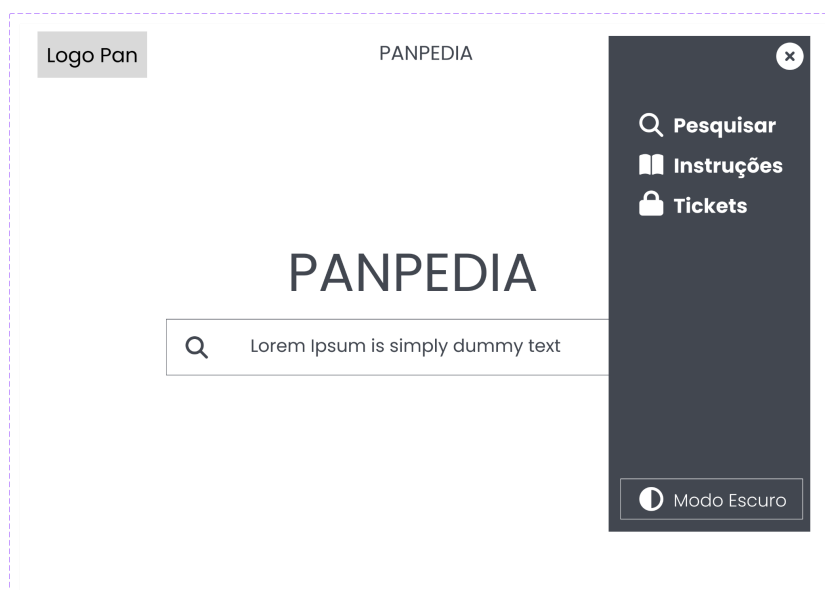 Logo Pan
PANPEDIA
Pesquisar
Instruções
Tickets
PANPEDIA
Lorem Ipsum is simply dummy text
Modo Escuro